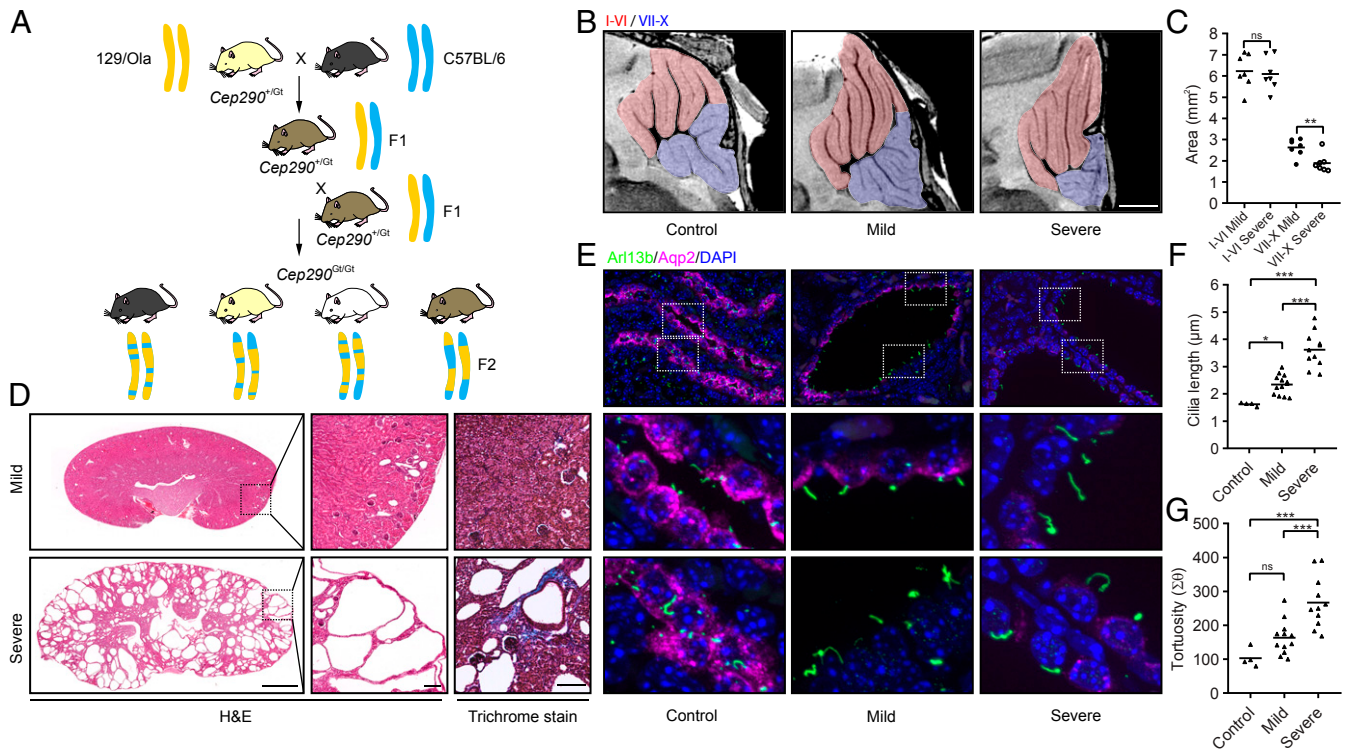 A
129/Ola
X
C57BL/6
Cep290+/Gt
F1
Cep290+/Gt
X
F1
Cep290+/Gt
Cep290Gt/Gt
F2
B
I-VI / VII-X
Control
Mild
Severe
C
Area (mm²)
8
7
6
5
4
3
2
1
0
ns
**
I-VI Mild
I-VI Severe
VII-X Mild
VII-X Severe
D
Mild
Severe
H&E
Trichrome stain
E
Arl13b/Aqp2/DAPI
Control
Mild
Severe
F
Cilia length (µm)
6
5
4
3
2
1
0
***
***
*
Control
Mild
Severe
G
Tortuosity (Σθ)
500
400
300
200
100
0
***
***
ns
Control
Mild
Severe